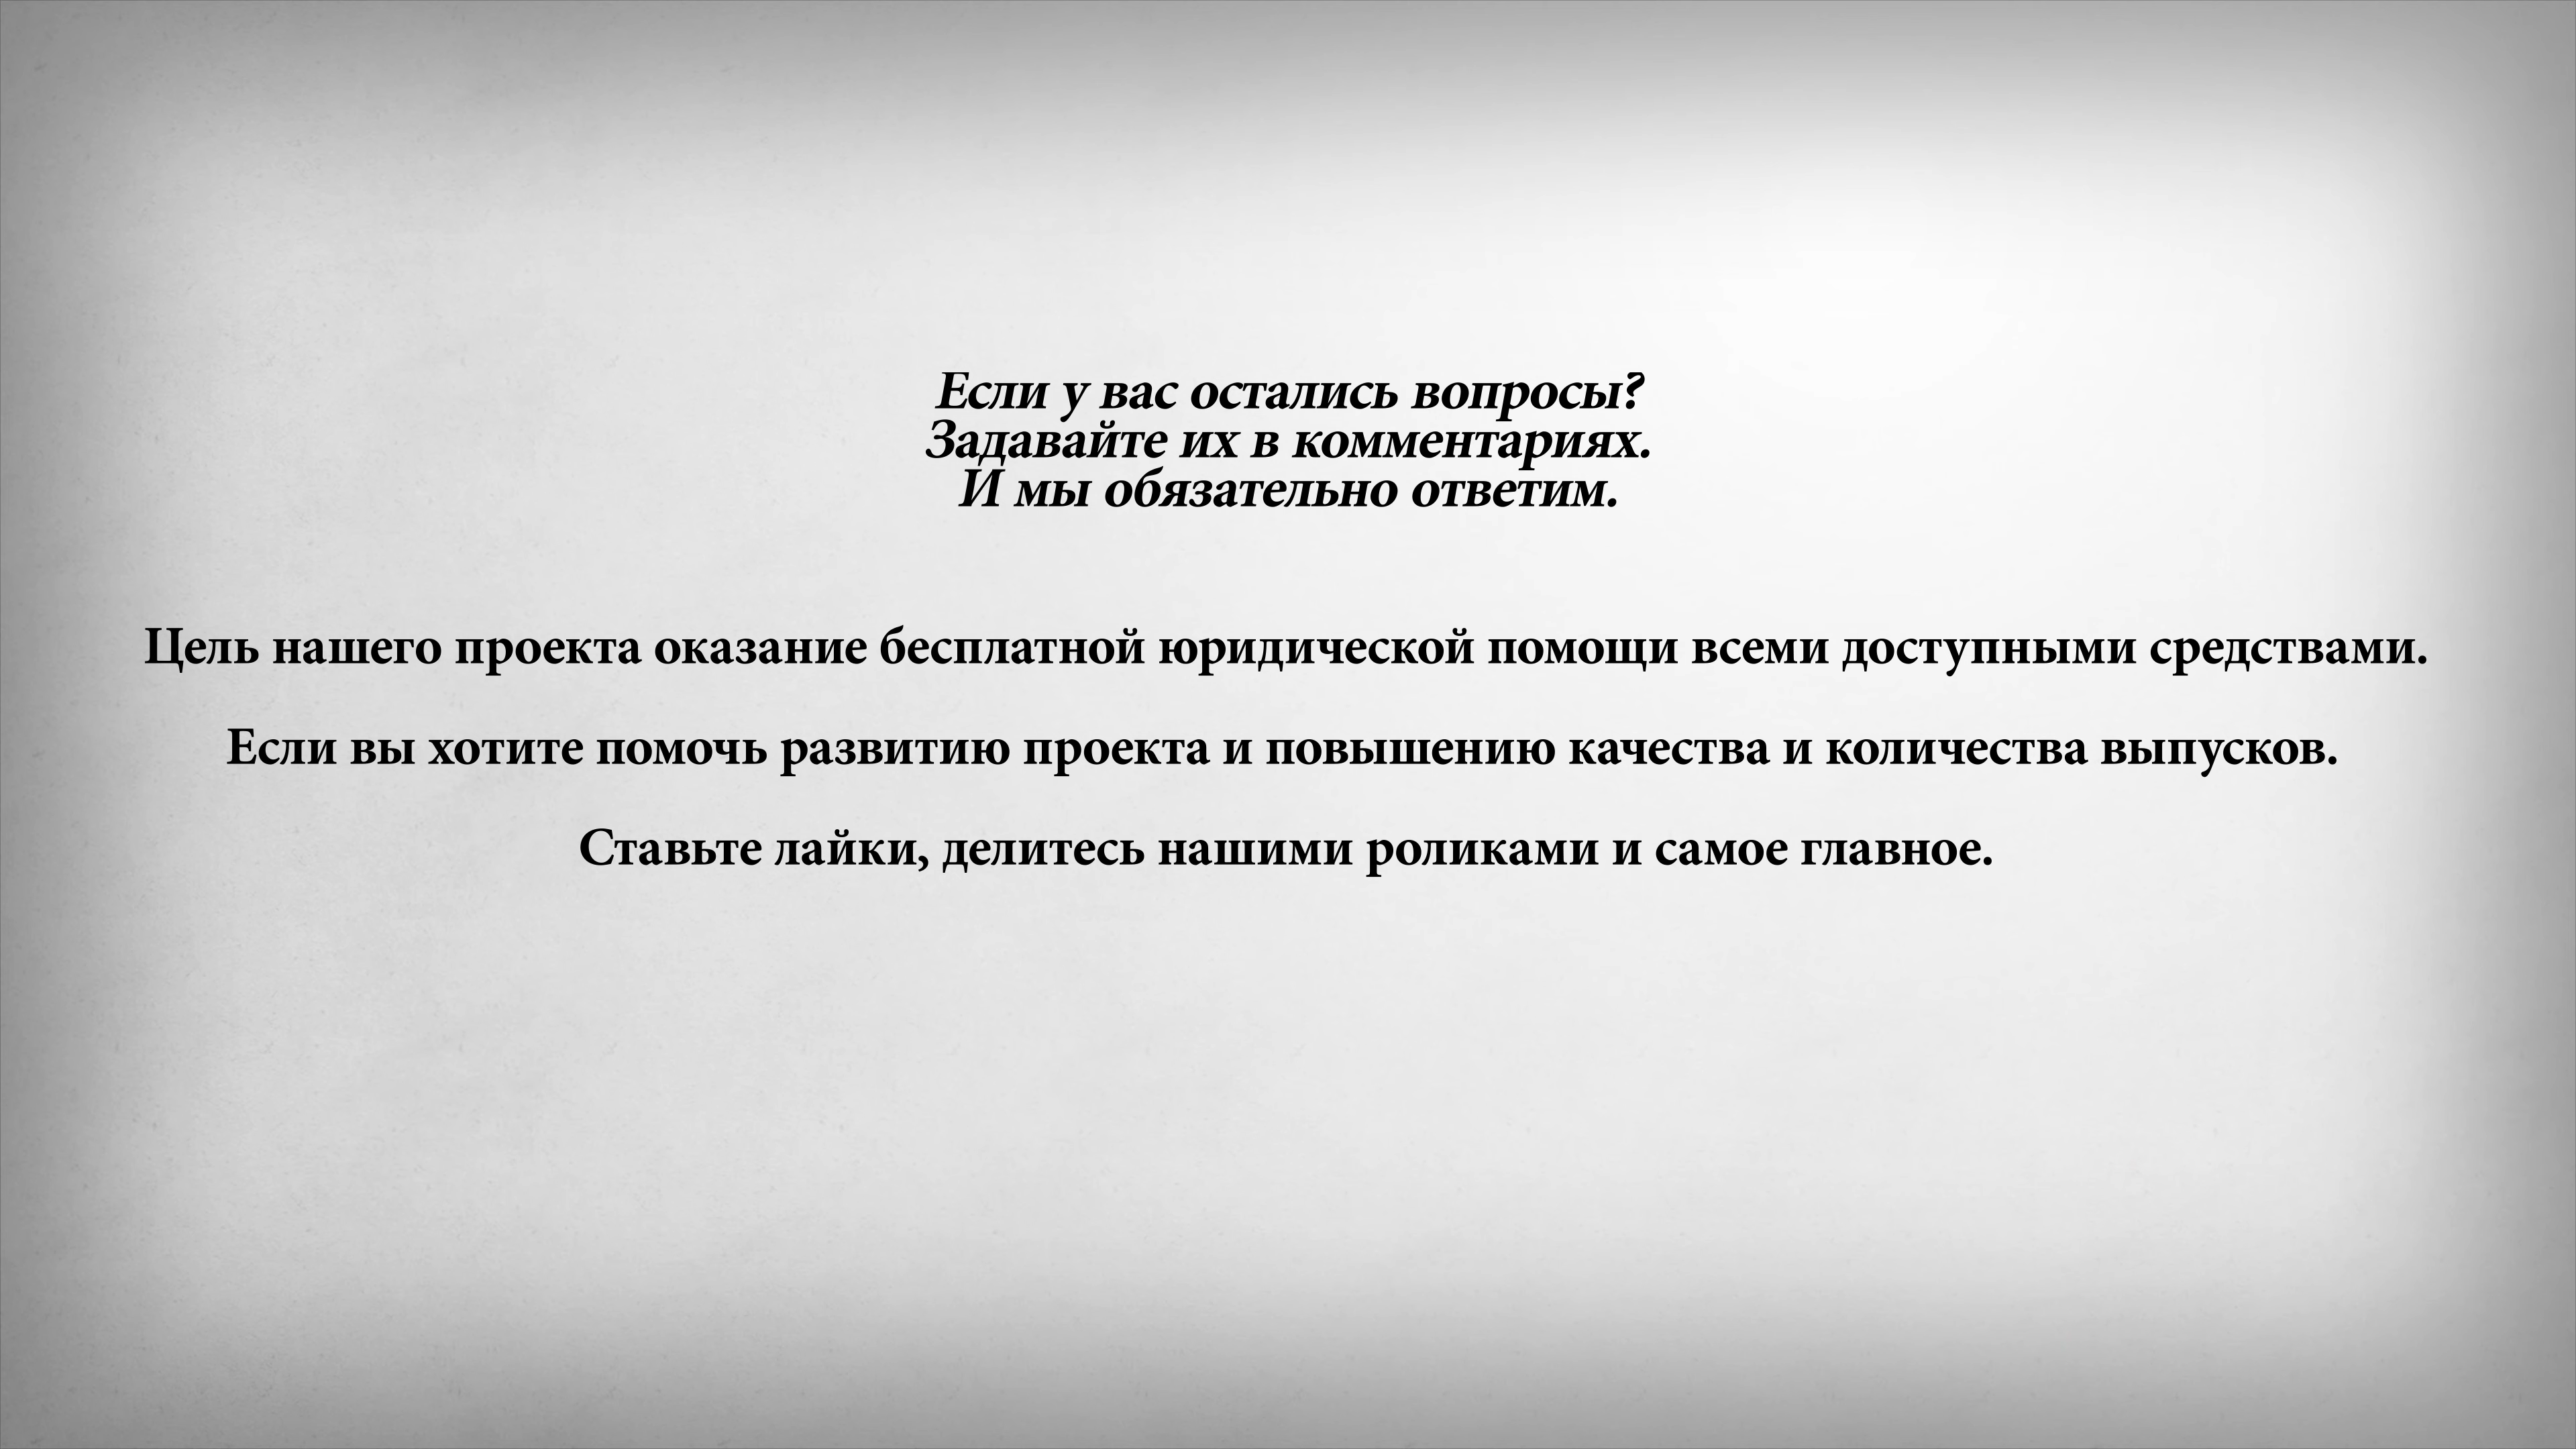 Если у вас остались вопросы?
Задавайте их в комментариях.
И мы обязательно ответим.
Цель нашего проекта оказание бесплатной юридической помощи всеми доступными средствами.
Если вы хотите помочь развитию проекта и повышению качества и количества выпусков.
Ставьте лайки, делитесь нашими роликами и самое главное.